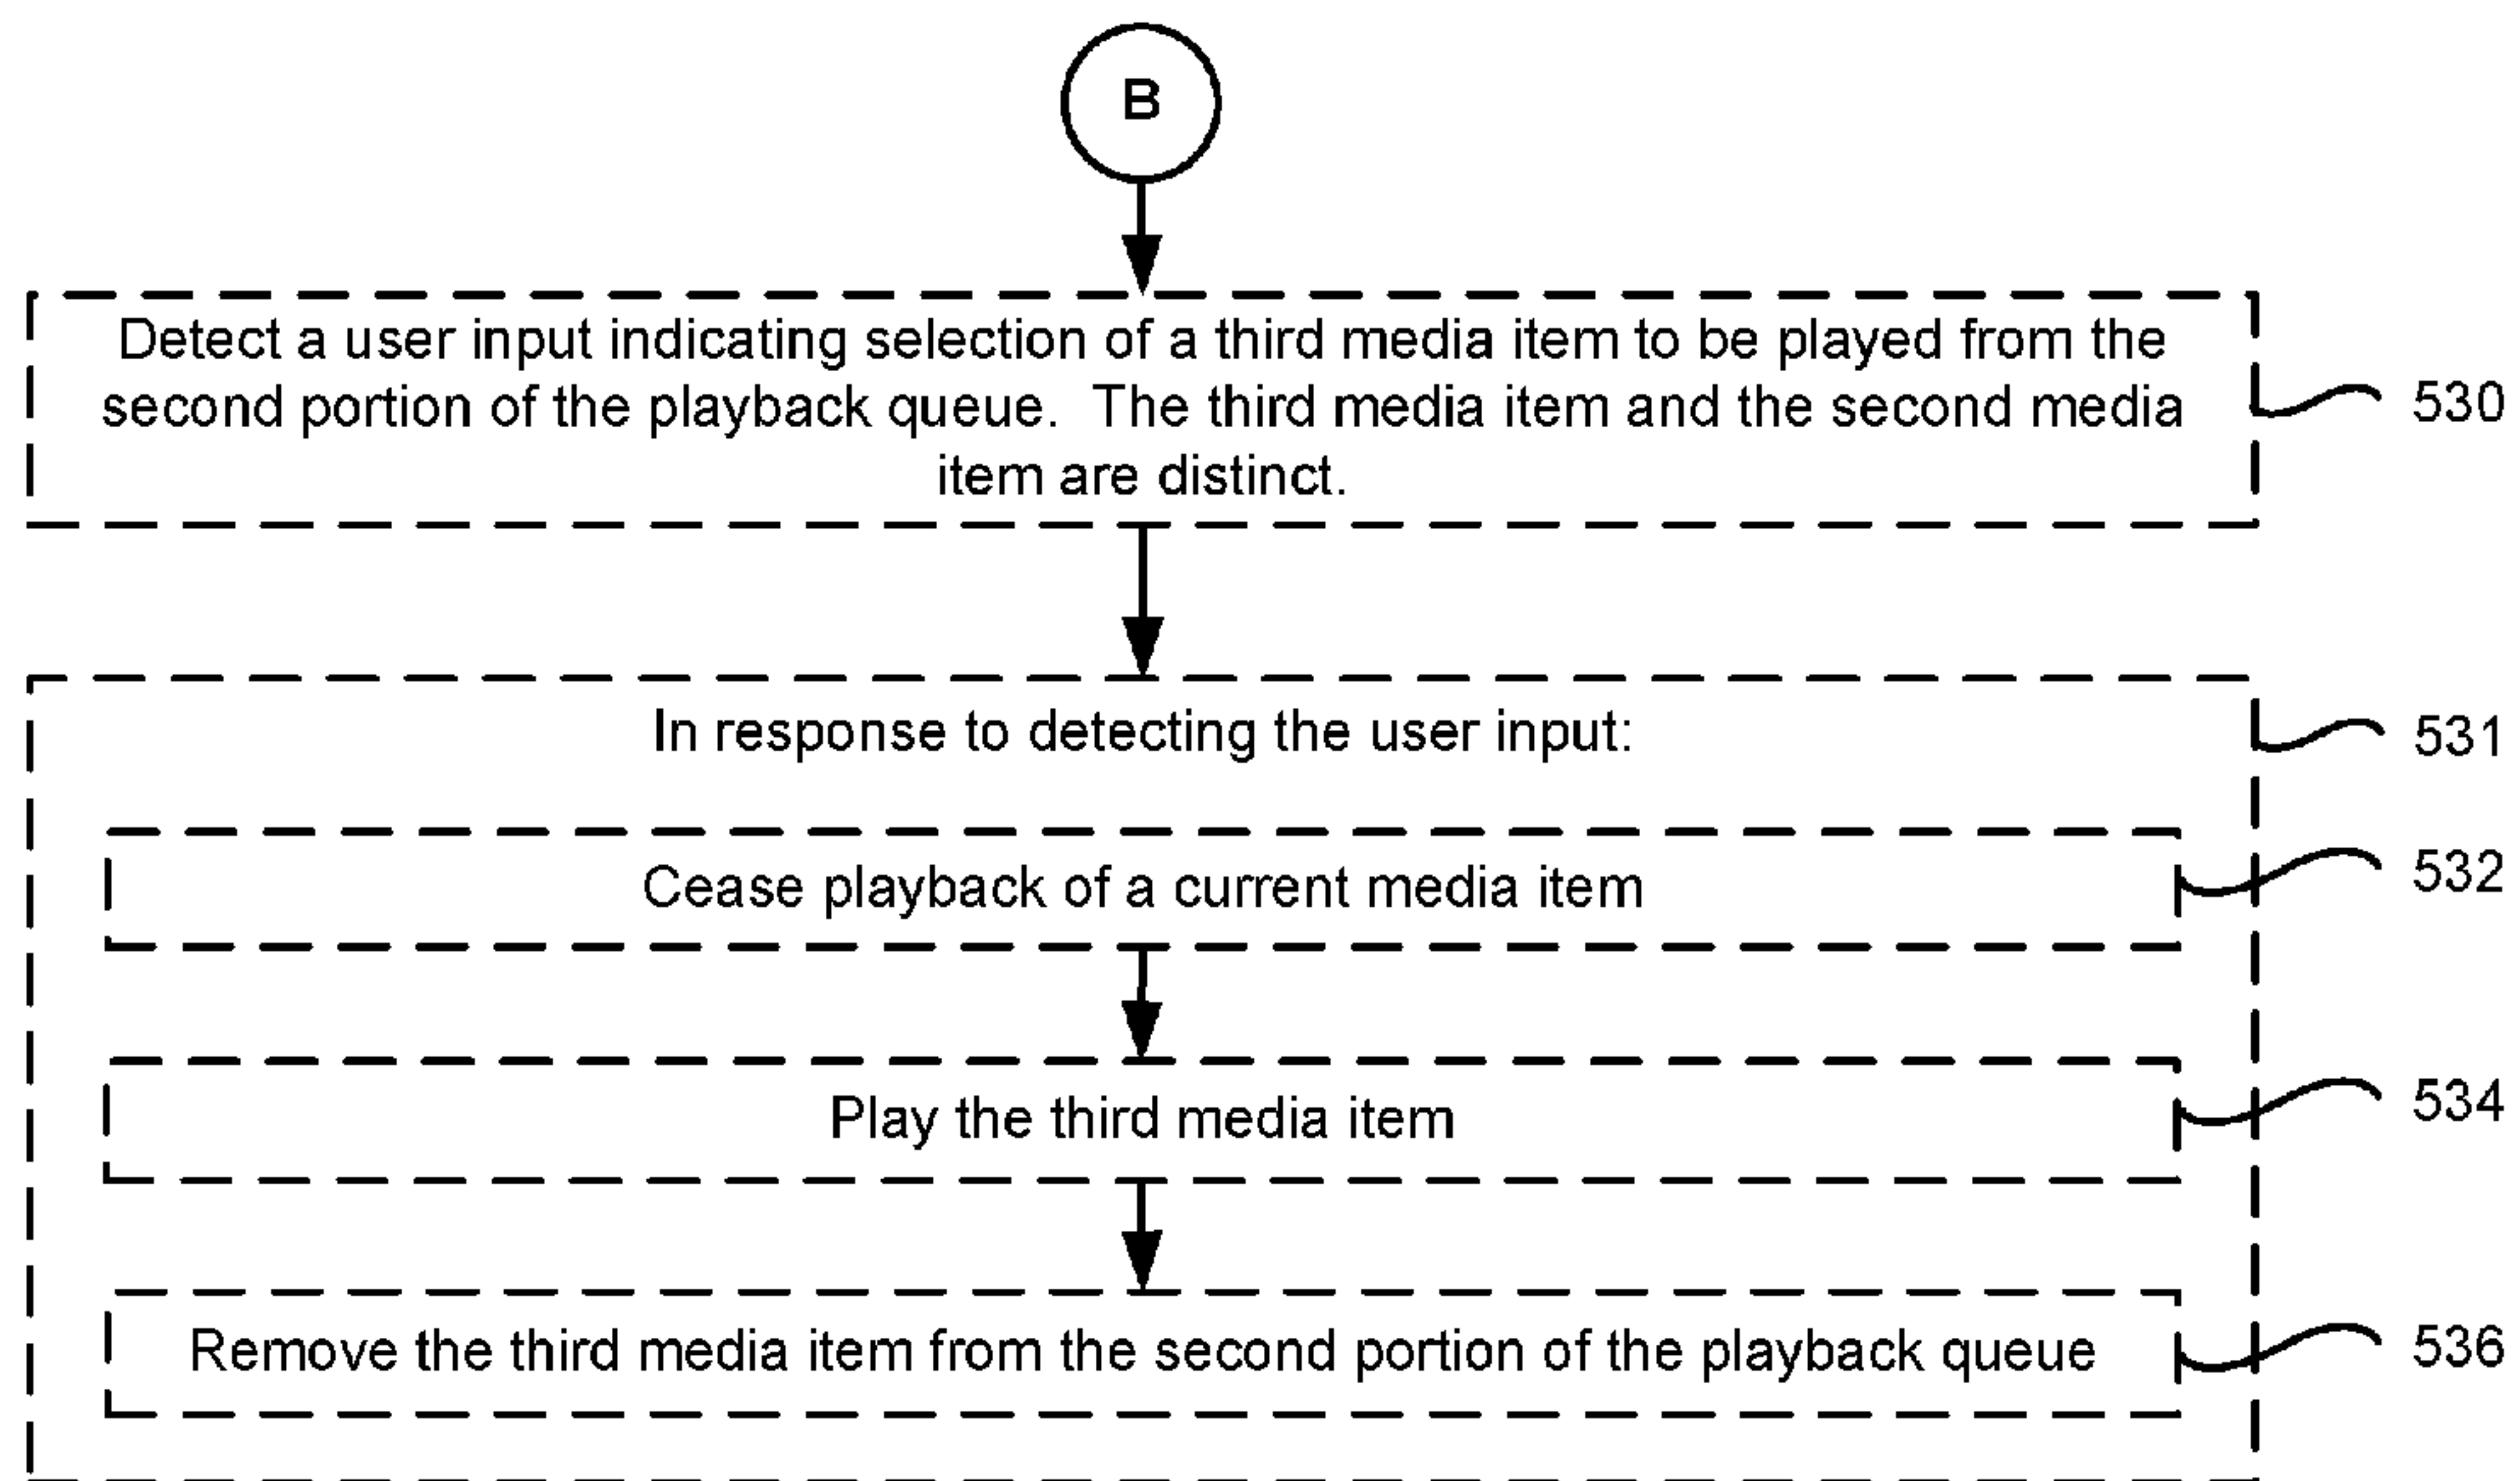 B
Detect a user input indicating selection of a third media item to be played from the
second portion of the playback queue.  The third media item and the second media
item are distinct.
530
In response to detecting the user input:
531
Cease playback of a current media item
532
Play the third media item
534
Remove the third media item from the second portion of the playback queue
536